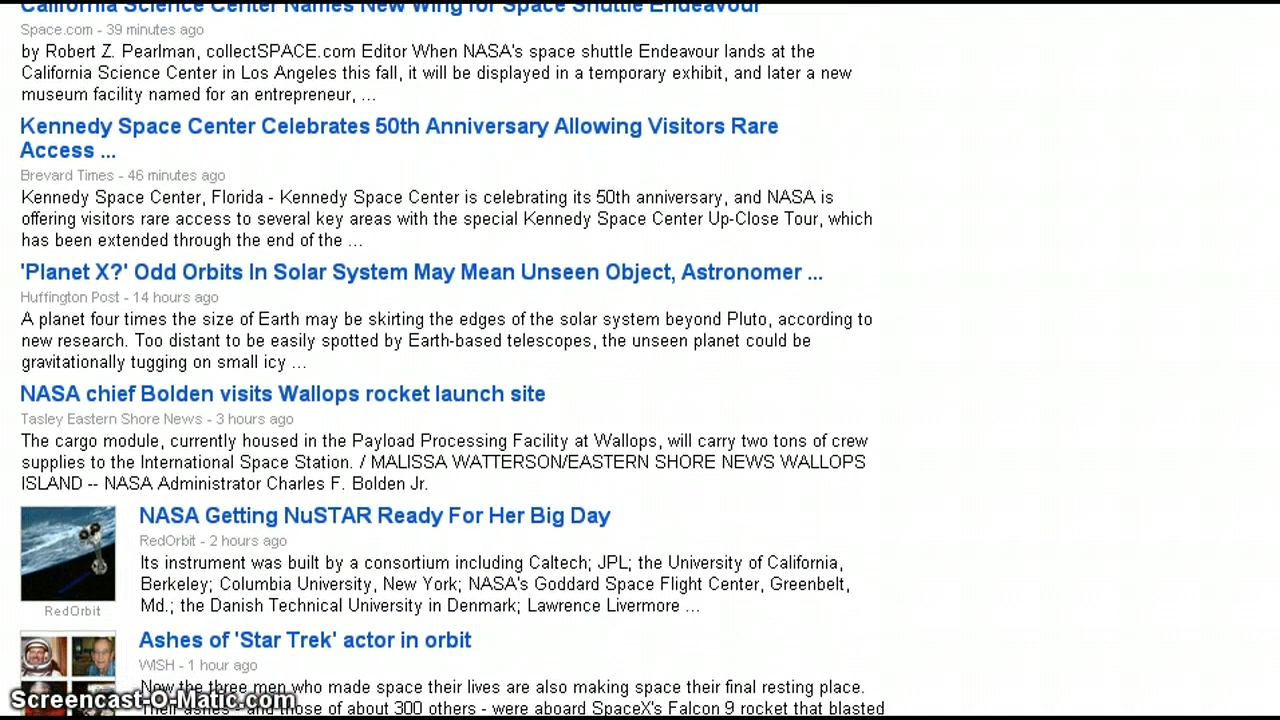 California Science Center Names New Wing for Space Shuttle Endeavour
Space.com - 39 minutes ago
by Robert Z. Pearlman, collectSPACE.com Editor When NASA's space shuttle Endeavour lands at the
California Science Center in Los Angeles this fall, it will be displayed in a temporary exhibit, and later a new
museum facility named for an entrepreneur, ...
Kennedy Space Center Celebrates 50th Anniversary Allowing Visitors Rare
Access ...
Brevard Times - 46 minutes ago
Kennedy Space Center, Florida - Kennedy Space Center is celebrating its 50th anniversary, and NASA is
offering visitors rare access to several key areas with the special Kennedy Space Center Up-Close Tour, which
has been extended through the end of the ...
'Planet X?' Odd Orbits In Solar System May Mean Unseen Object, Astronomer ...
Huffington Post - 14 hours ago
A planet four times the size of Earth may be skirting the edges of the solar system beyond Pluto, according to
new research. Too distant to be easily spotted by Earth-based telescopes, the unseen planet could be
gravitationally tugging on small icy ...
NASA chief Bolden visits Wallops rocket launch site
Tasley Eastern Shore News - 3 hours ago
The cargo module, currently housed in the Payload Processing Facility at Wallops, will carry two tons of crew
supplies to the International Space Station. / MALISSA WATTERSON/EASTERN SHORE NEWS WALLOPS
ISLAND -- NASA Administrator Charles F. Bolden Jr.
NASA Getting NuSTAR Ready For Her Big Day
RedOrbit - 2 hours ago
Its instrument was built by a consortium including Caltech; JPL; the University of California,
Berkeley; Columbia University, New York; NASA's Goddard Space Flight Center, Greenbelt,
Md.; the Danish Technical University in Denmark; Lawrence Livermore ...
RedOrbit
Ashes of 'Star Trek' actor in orbit
WISH - 1 hour ago
Now the three men who made space their lives are also making space their final resting place.
Their ashes - and those of about 300 others - were aboard SpaceX's Falcon 9 rocket that blasted
Screencast-O-Matic.com